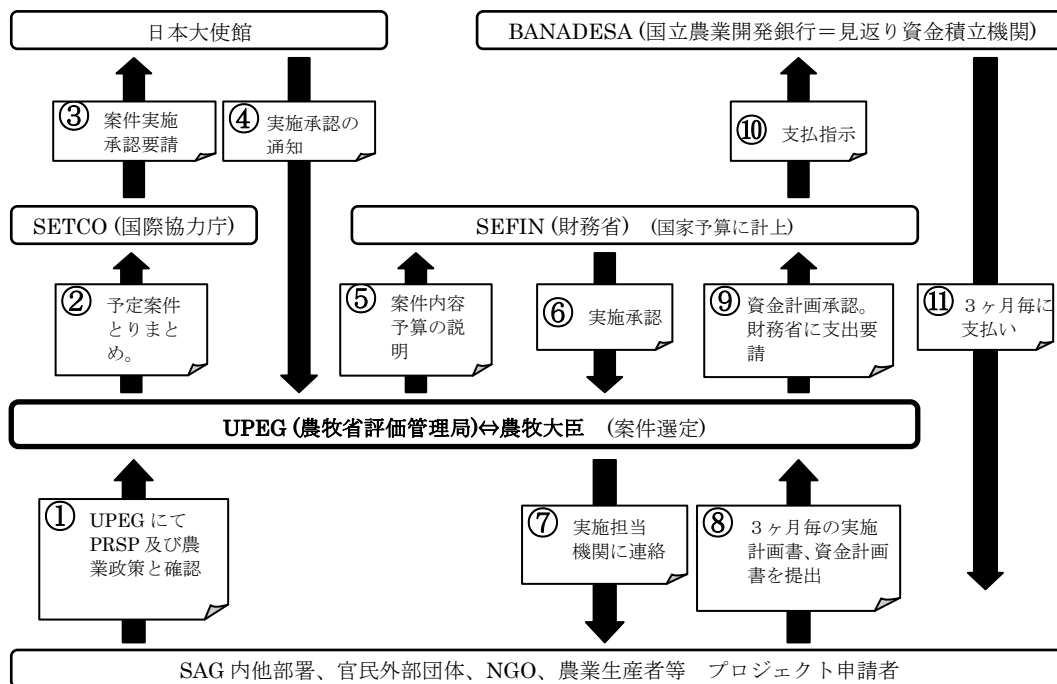 日本大使館
BANADESA (国立農業開発銀行＝見返り資金積立機関)
③ 案件実施
承認要請
④ 実施承認の
通知
⑩ 支払指示
SETCO (国際協力庁)
SEFIN (財務省) (国家予算に計上)
② 予定案件
とりまと
め。
⑤ 案件内容
予算の説
明
⑥ 実施承認
⑨ 資金計画承認。
財務省に支出要
請
⑪ 3ヶ月毎に
支払い
UPEG (農牧省評価管理局)⇔農牧大臣 (案件選定)
① UPEG にて
PRSP 及び農
業政策と確認
⑦ 実施担当
機関に連絡
⑧ 3ヶ月毎の実施
計画書、資金計画
書を提出
SAG 内他部署、官民外部団体、NGO、農業生産者等 プロジェクト申請者